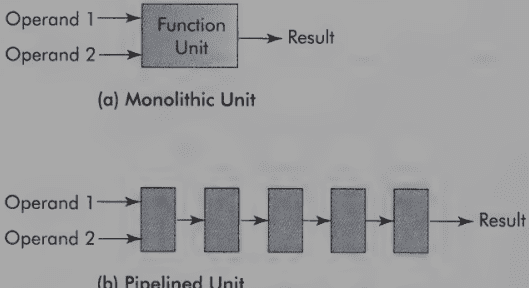 Operand 1
Function
Unit
Operand 2
Result
(a) Monolithic Unit
Operand 1
Operand 2
Result
(b) Pipelined Unit